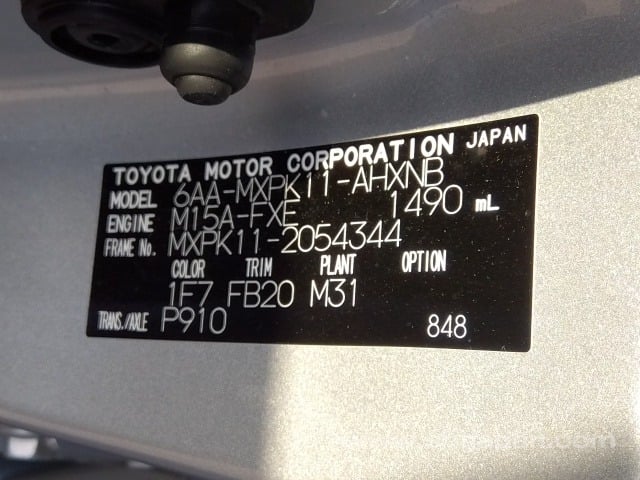 TOYOTA MOTOR CORPORATION JAPAN
MODEL 6AA-MXPK11-AHXNB
ENGINE M15A-FXE 1490 mL
FRAME No. MXPK11-2054344
COLOR TRIM PLANT OPTION
1F7 FB20 M31
TRANS./AXLE P910 848